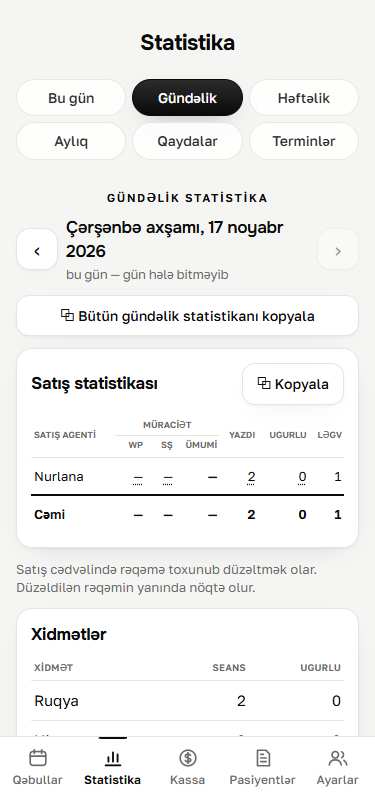 Statistika
Bu gün
Gündəlik
Həftəlik
Aylıq
Qaydalar
Terminlər
GÜNDƏLİK STATİSTİKA
Çərşənbə axşamı, 17 noyabr
2026
bu gün — gün hələ bitməyib
Bütün gündəlik statistikanı kopyala
Satış statistikası
Kopyala
MÜRACİƏT
SATIŞ AGENTİ WP SŞ ÜMUMİ YAZDI UĞURLU LƏĞV
Nurlana — — — 2 0 1
Cəmi — — — 2 0 1
Satış cədvəlində rəqəmə toxunub düzəltmək olar.
Düzəldilən rəqəmin yanında nöqtə olur.
Xidmətlər
XİDMƏT SEANS UĞURLU
Ruqya 2 0
Qəbullar
Statistika
Kassa
Pasiyentlər
Ayarlar